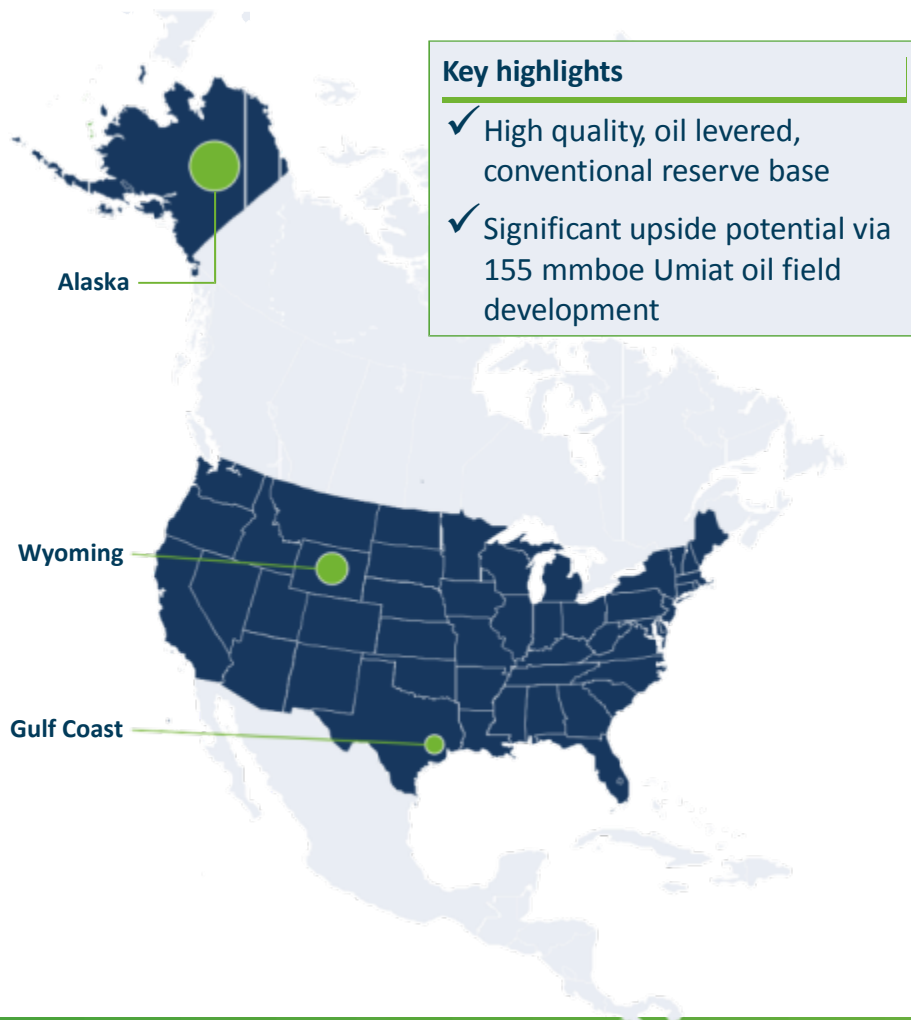 Key highlights
✓ High quality, oil levered,
conventional reserve base
✓ Significant upside potential via
155 mmboe Umiat oil field
development
Alaska
Wyoming
Gulf Coast